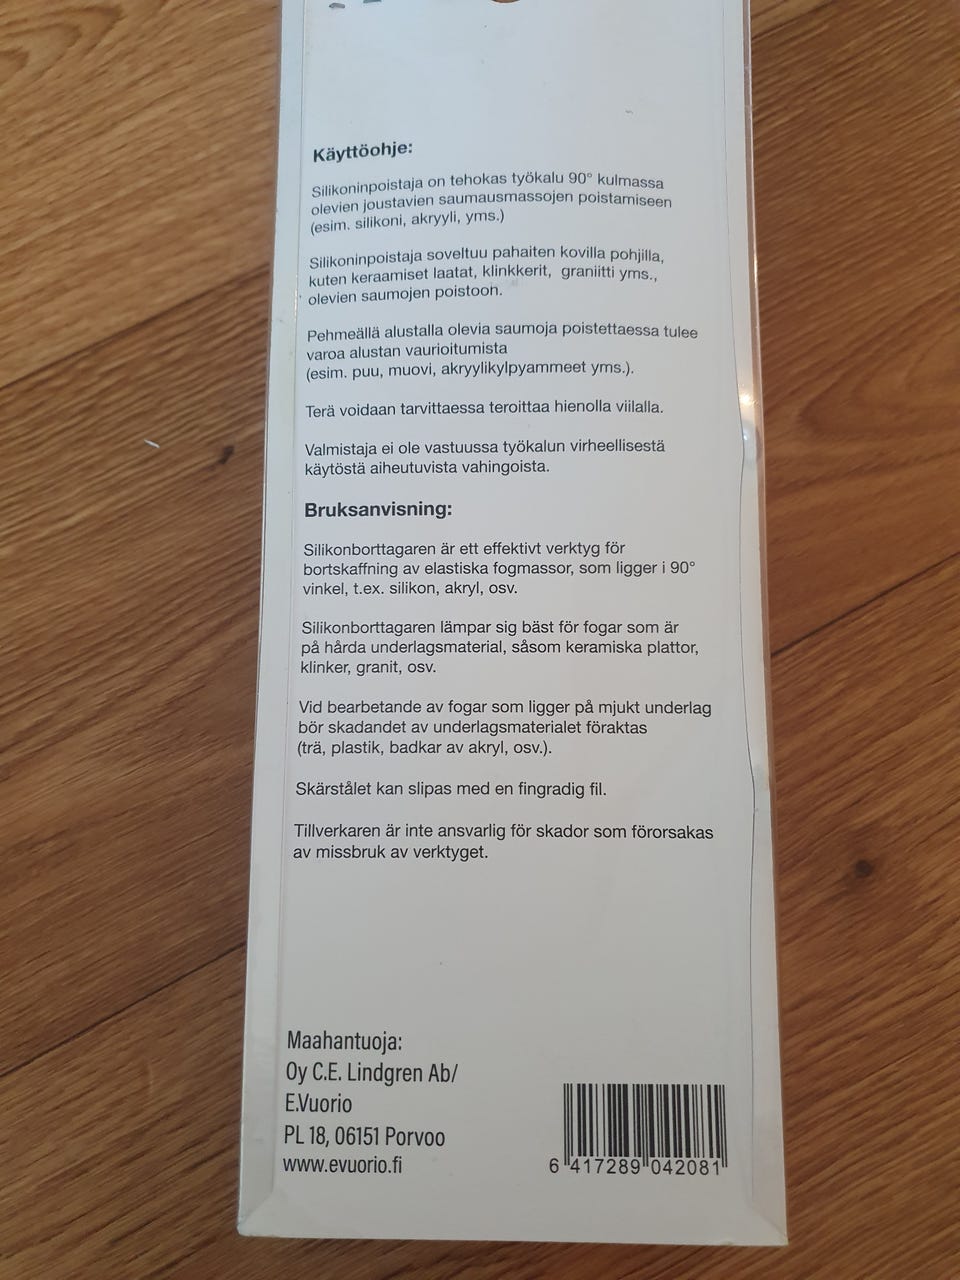 Käyttöohje:
Silikoninpoistaja on tehokas työkalu 90° kulmassa
olevien joustavien saumausmassojen poistamiseen
(esim. silikoni, akryyli, yms.)
Silikoninpoistaja soveltuu pahaiten kovilla pohjilla,
kuten keraamiset laatat, klinkkerit, graniitti yms.,
olevien saumojen poistoon.
Pehmeällä alustalla olevia saumoja poistettaessa tulee
varoa alustan vaurioitumista
(esim. puu, muovi, akryylikylpyammeet yms.).
Terä voidaan tarvittaessa teroittaa hienolla viilalla.
Valmistaja ei ole vastuussa työkalun virheellisestä
käytöstä aiheutuvista vahingoista.
Bruksanvisning:
Silikonborttagaren är ett effektivt verktyg för
bortskaffning av elastiska fogmassor, som ligger i 90°
vinkel, t.ex. silikon, akryl, osv.
Silikonborttagaren lämpar sig bäst för fogar som är
på hårda underlagsmaterial, såsom keramiska plattor,
klinker, granit, osv.
Vid bearbetande av fogar som ligger på mjukt underlag
bör skadandet av underlagsmaterialet föraktas
(trä, plastik, badkar av akryl, osv.).
Skärstålet kan slipas med en fingradig fil.
Tillverkaren är inte ansvarlig för skador som förorsakas
av missbruk av verktyget.
Maahantuoja:
Oy C.E. Lindgren Ab/
E.Vuorio
PL 18, 06151 Porvoo
www.evuorio.fi
6 417289 042081